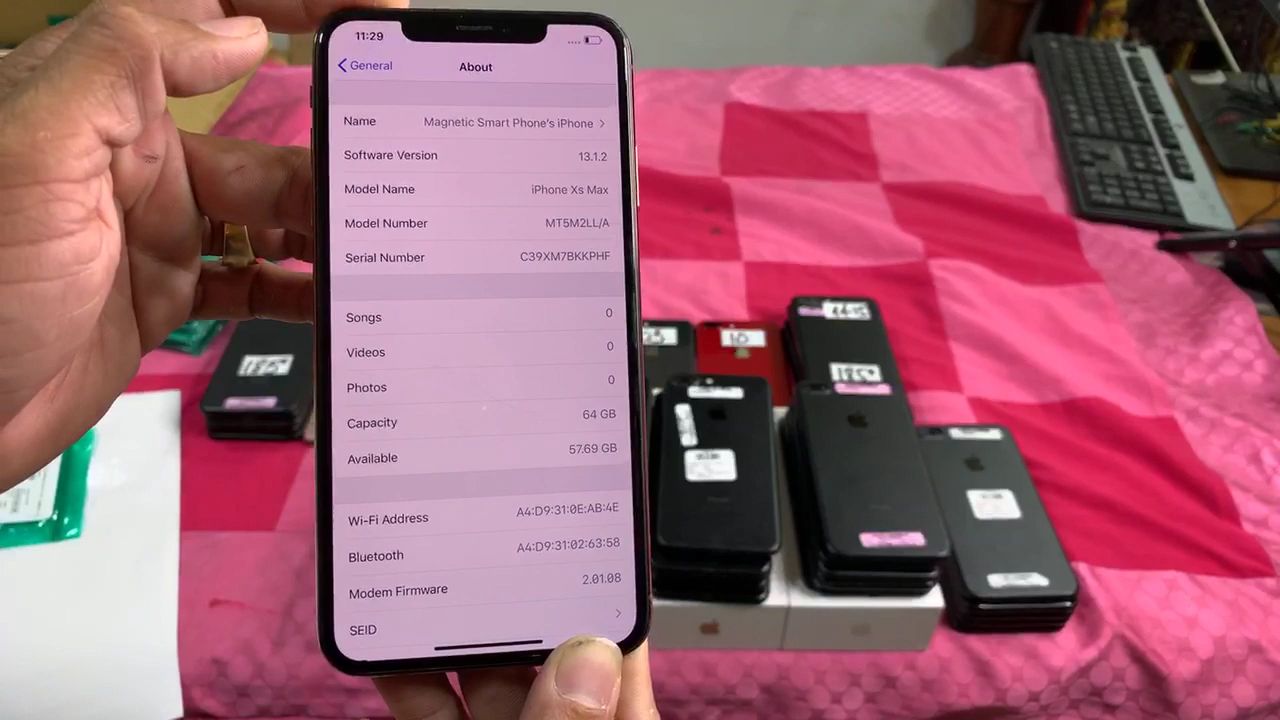 11:29
General
About
Name Magnetic Smart Phone's iPhone
Software Version 13.1.2
Model Name iPhone Xs Max
Model Number MT5M2LL/A
Serial Number C39XM7BKKPHF
Songs 0
Videos 0
Photos 0
Capacity 64 GB
Available 57.69 GB
Wi-Fi Address A4:D9:31:0E:AB:4E
Bluetooth A4:D9:31:02:63:58
Modem Firmware 2.01.08
SEID
10